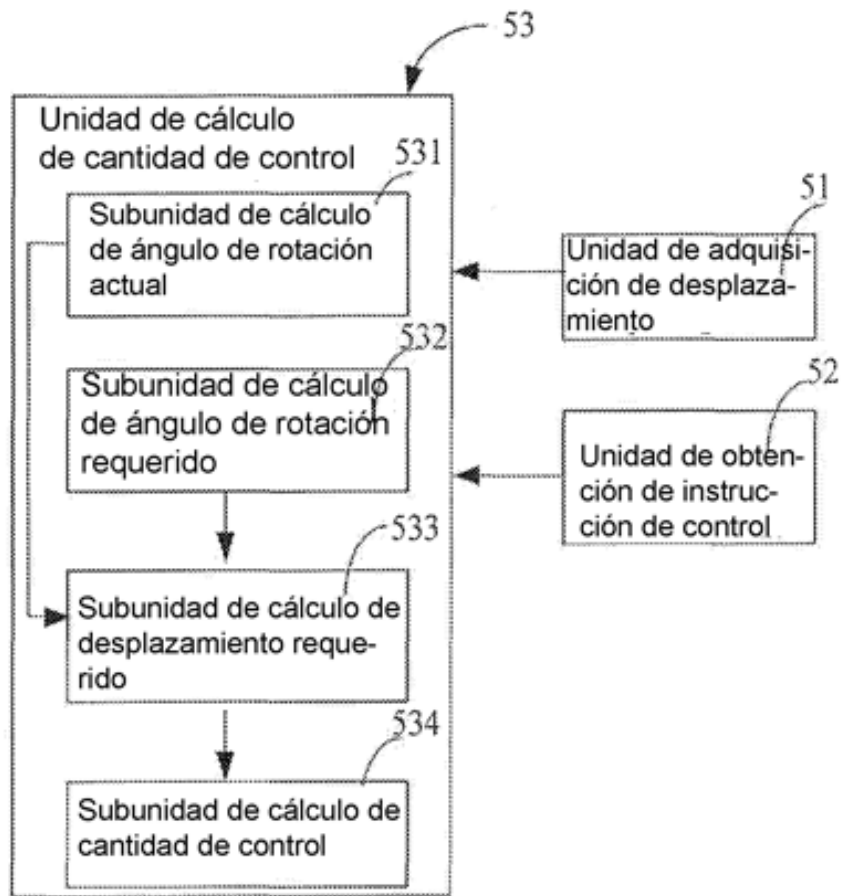 53
Unidad de cálculo
de cantidad de control
531
Subunidad de cálculo
de ángulo de rotación
actual
51
Unidad de adquisi-
ción de desplaza-
miento
532
Subunidad de cálculo
de ángulo de rotación
requerido
52
Unidad de obten-
ción de instruc-
ción de control
533
Subunidad de cálculo de
desplazamiento reque-
rido
534
Subunidad de cálculo de
cantidad de control